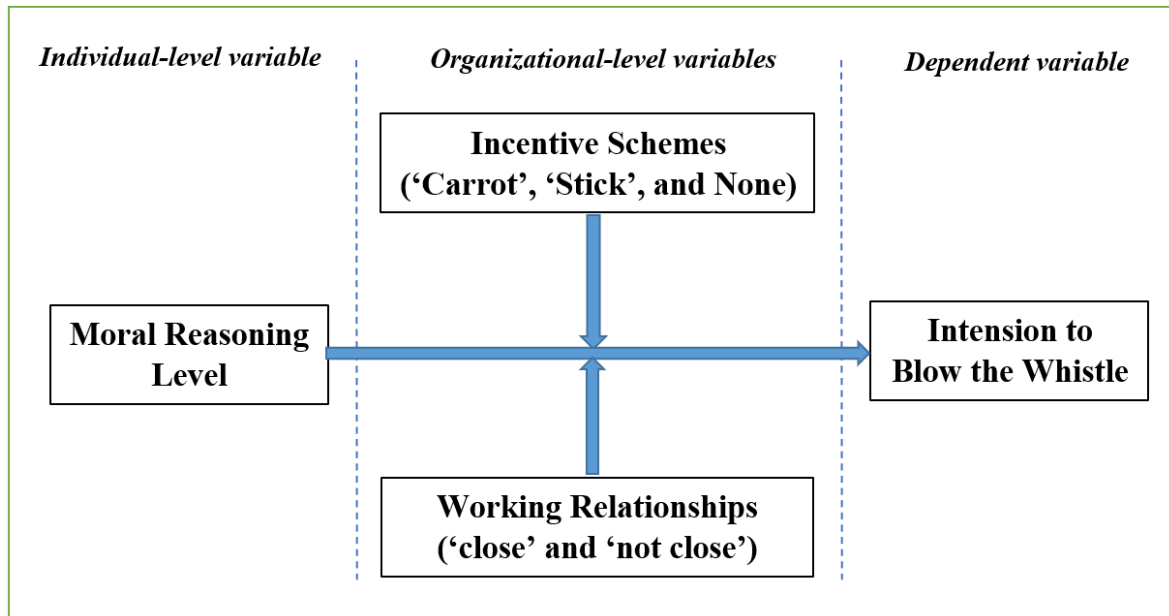 Individual-level variable
Organizational-level variables
Dependent variable
Incentive Schemes
(‘Carrot’, ‘Stick’, and None)
Moral Reasoning
Level
Intension to
Blow the Whistle
Working Relationships
(‘close’ and ‘not close’)